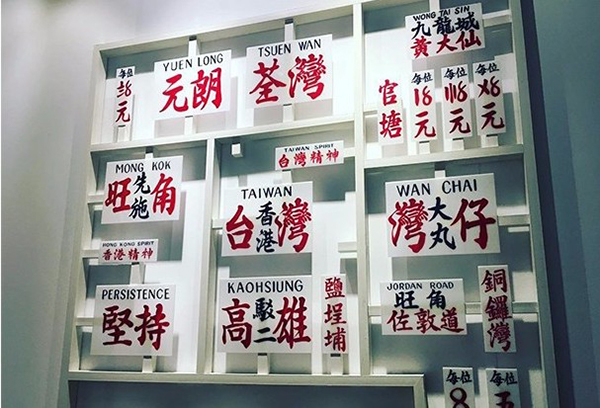 每位
18
元
YUEN LONG
元朗
TSUEN WAN
荃灣
WONG TAI SIN
九龍城
黃大仙
官塘
每位
18
元
每位
18
元
每位
18
元
TAIWAN SPIRIT
台灣精神
MONG KOK
旺先施角
HONG KONG SPIRIT
香港精神
PERSISTENCE
堅持
TAIWAN
台香港灣
KAOHSIUNG
高駁二雄
鹽埕埔
WAN CHAI
灣大丸仔
JORDAN ROAD
旺角
佐敦道
銅鑼灣
每位
8
每位